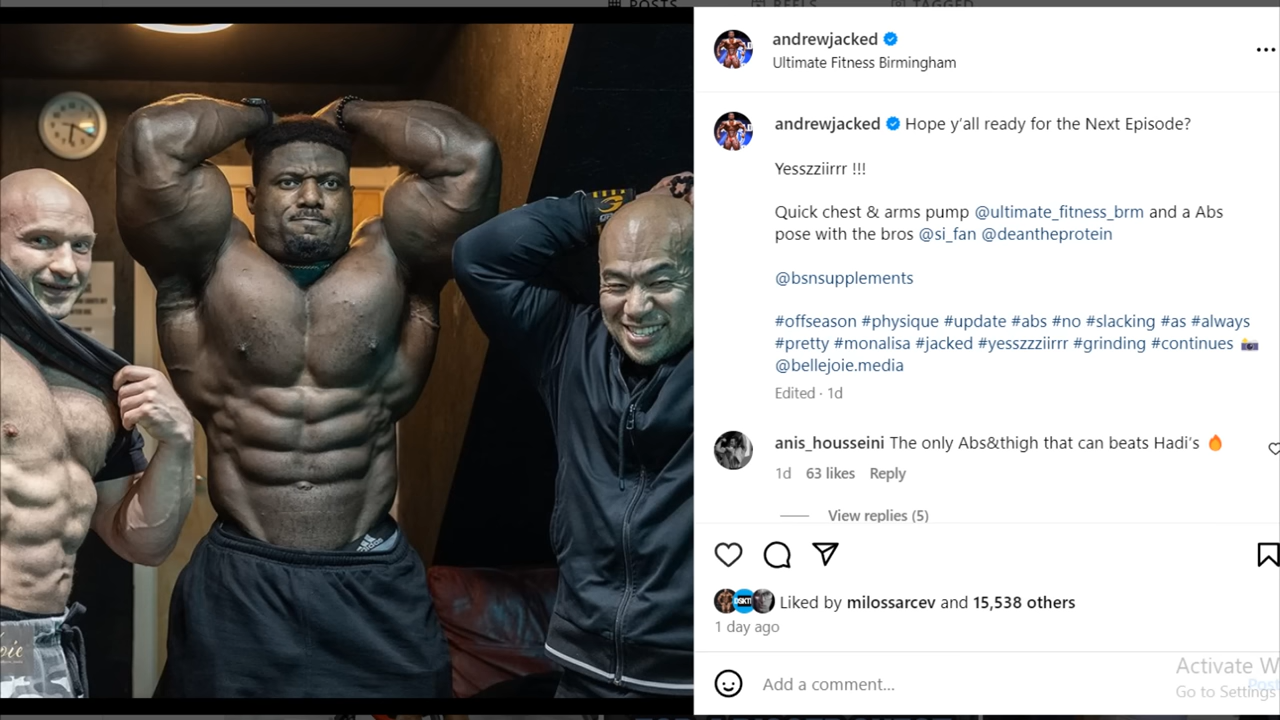 POSTS REELS TAGGED
andrewjacked
Ultimate Fitness Birmingham
andrewjacked Hope y'all ready for the Next Episode?
Yesszziirrr !!!
Quick chest & arms pump @ultimate_fitness_brm and a Abs
pose with the bros @si_fan @deantheprotein
@bsnsupplements
#offseason #physique #update #abs #no #slacking #as #always
#pretty #monalisa #jacked #yesszzziirrr #grinding #continues 📸
@bellejoie.media
Edited · 1d
anis_housseini The only Abs&thigh that can beats Hadi's 🔥
1d 63 likes Reply
View replies (5)
Liked by milossarcev and 15,538 others
1 day ago
Activate W
Add a comment...
Post
Go to Settings